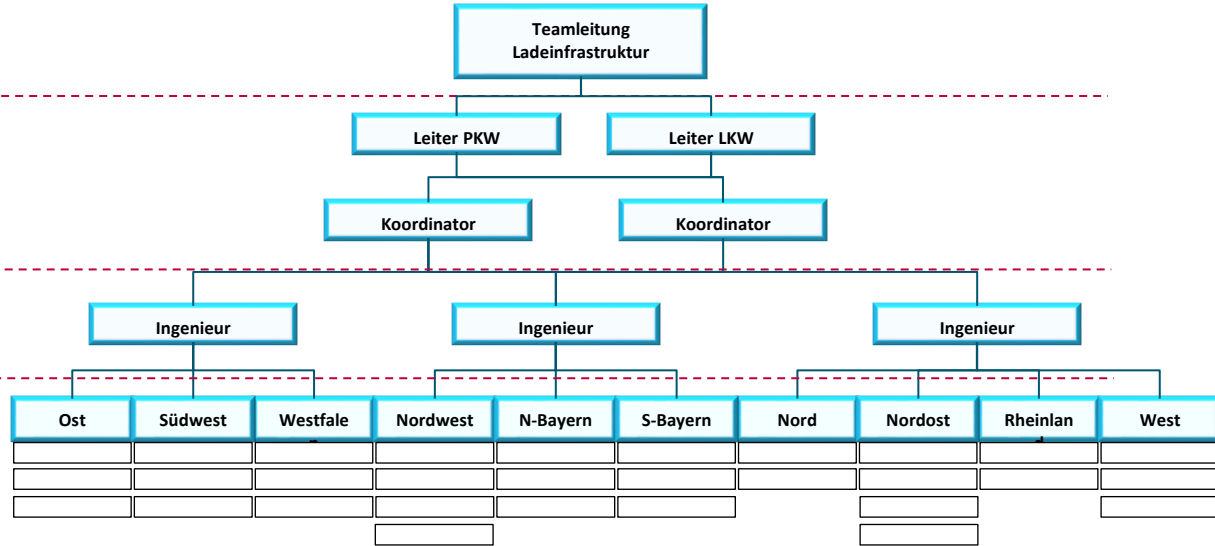 Teamleitung
Ladeinfrastruktur
Leiter PKW
Leiter LKW
Koordinator
Koordinator
Ingenieur
Ingenieur
Ingenieur
Ost
Südwest
Westfale
Nordwest
N-Bayern
S-Bayern
Nord
Nordost
Rheinlan
West